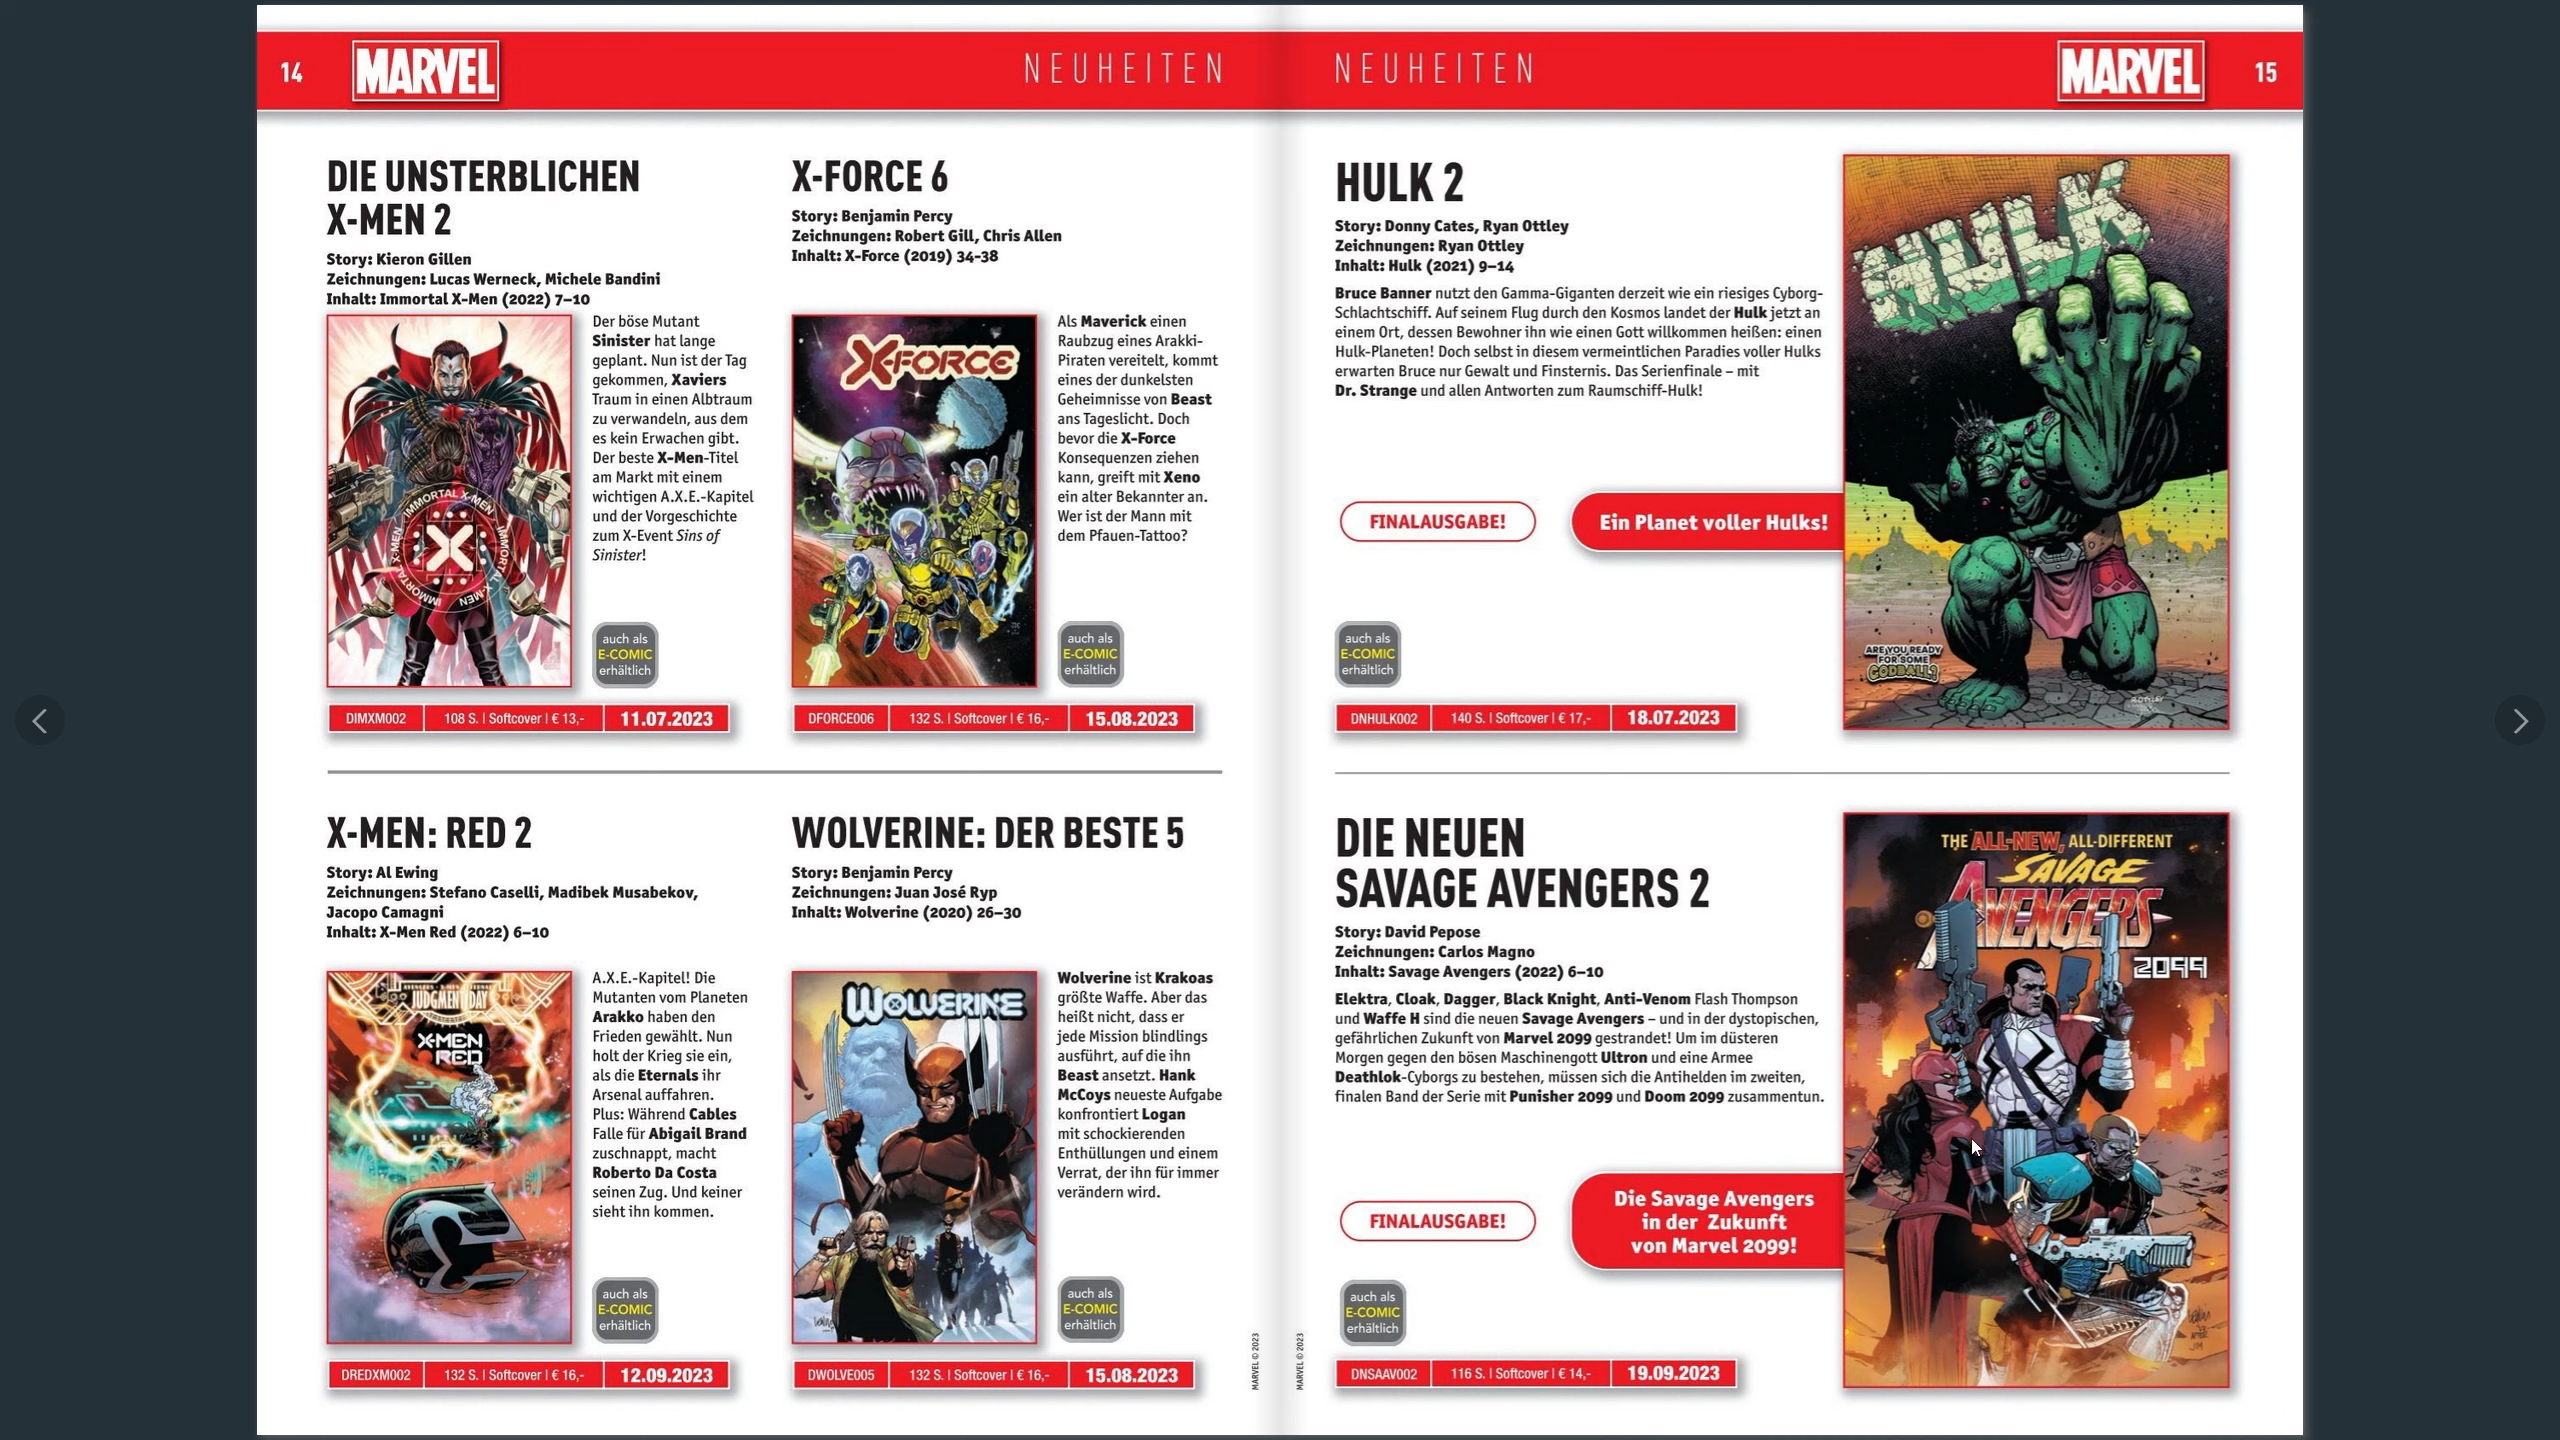 14
MARVEL
NEUHEITEN
DIE UNSTERBLICHEN
X-MEN 2
Story: Kieron Gillen
Zeichnungen: Lucas Werneck, Michele Bandini
Inhalt: Immortal X-Men (2022) 7–10
IMMORTAL X-MEN
IMMORTAL X-MEN
IMMORTAL X-MEN
Der böse Mutant
Sinister hat lange
geplant. Nun ist der Tag
gekommen, Xaviers
Traum in einen Albtraum
zu verwandeln, aus dem
es kein Erwachen gibt.
Der beste X-Men-Titel
am Markt mit einem
wichtigen A.X.E.-Kapitel
und der Vorgeschichte
zum X-Event Sins of
Sinister!
auch als
E-COMIC
erhältlich
DIMXM002 108 S. | Softcover | € 13,- 11.07.2023
X-FORCE 6
Story: Benjamin Percy
Zeichnungen: Robert Gill, Chris Allen
Inhalt: X-Force (2019) 34-38
X-FORCE
Als Maverick einen
Raubzug eines Arakki-
Piraten vereitelt, kommt
eines der dunkelsten
Geheimnisse von Beast
ans Tageslicht. Doch
bevor die X-Force
Konsequenzen ziehen
kann, greift mit Xeno
ein alter Bekannter an.
Wer ist der Mann mit
dem Pfauen-Tattoo?
auch als
E-COMIC
erhältlich
DFORCE006 132 S. | Softcover | € 16,- 15.08.2023
X-MEN: RED 2
Story: Al Ewing
Zeichnungen: Stefano Caselli, Madibek Musabekov,
Jacopo Camagni
Inhalt: X-Men Red (2022) 6–10
JUDGMENT DAY
X-MEN
RED
A.X.E.-Kapitel! Die
Mutanten vom Planeten
Arakko haben den
Frieden gewählt. Nun
holt der Krieg sie ein,
als die Eternals ihr
Arsenal auffahren.
Plus: Während Cables
Falle für Abigail Brand
zuschnappt, macht
Roberto Da Costa
seinen Zug. Und keiner
sieht ihn kommen.
auch als
E-COMIC
erhältlich
DREDXM002 132 S. | Softcover | € 16,- 12.09.2023
WOLVERINE: DER BESTE 5
Story: Benjamin Percy
Zeichnungen: Juan José Ryp
Inhalt: Wolverine (2020) 26–30
WOLVERINE
Wolverine ist Krakoas
größte Waffe. Aber das
heißt nicht, dass er
jede Mission blindlings
ausführt, auf die ihn
Beast ansetzt. Hank
McCoys neueste Aufgabe
konfrontiert Logan
mit schockierenden
Enthüllungen und einem
Verrat, der ihn für immer
verändern wird.
auch als
E-COMIC
erhältlich
DWOLVE005 132 S. | Softcover | € 16,- 15.08.2023
MARVEL © 2023
NEUHEITEN
MARVEL
15
HULK 2
Story: Donny Cates, Ryan Ottley
Zeichnungen: Ryan Ottley
Inhalt: Hulk (2021) 9–14
Bruce Banner nutzt den Gamma-Giganten derzeit wie ein riesiges Cyborg-
Schlachtschiff. Auf seinem Flug durch den Kosmos landet der Hulk jetzt an
einem Ort, dessen Bewohner ihn wie einen Gott willkommen heißen: einen
Hulk-Planeten! Doch selbst in diesem vermeintlichen Paradies voller Hulks
erwarten Bruce nur Gewalt und Finsternis. Das Serienfinale – mit
Dr. Strange und allen Antworten zum Raumschiff-Hulk!
FINALAUSGABE!
Ein Planet voller Hulks!
auch als
E-COMIC
erhältlich
DNHULK002 140 S. | Softcover | € 17,- 18.07.2023
HULK
ARE YOU READY
FOR SOME
GODBALL?
DIE NEUEN
SAVAGE AVENGERS 2
Story: David Pepose
Zeichnungen: Carlos Magno
Inhalt: Savage Avengers (2022) 6–10
Elektra, Cloak, Dagger, Black Knight, Anti-Venom Flash Thompson
und Waffe H sind die neuen Savage Avengers – und in der dystopischen,
gefährlichen Zukunft von Marvel 2099 gestrandet! Um im düsteren
Morgen gegen den bösen Maschinengott Ultron und eine Armee
Deathlok-Cyborgs zu bestehen, müssen sich die Antihelden im zweiten,
finalen Band der Serie mit Punisher 2099 und Doom 2099 zusammentun.
FINALAUSGABE!
Die Savage Avengers
in der Zukunft
von Marvel 2099!
auch als
E-COMIC
erhältlich
DNSAAV002 116 S. | Softcover | € 14,- 19.09.2023
THE ALL-NEW, ALL-DIFFERENT
SAVAGE
AVENGERS
2099
MARVEL © 2023